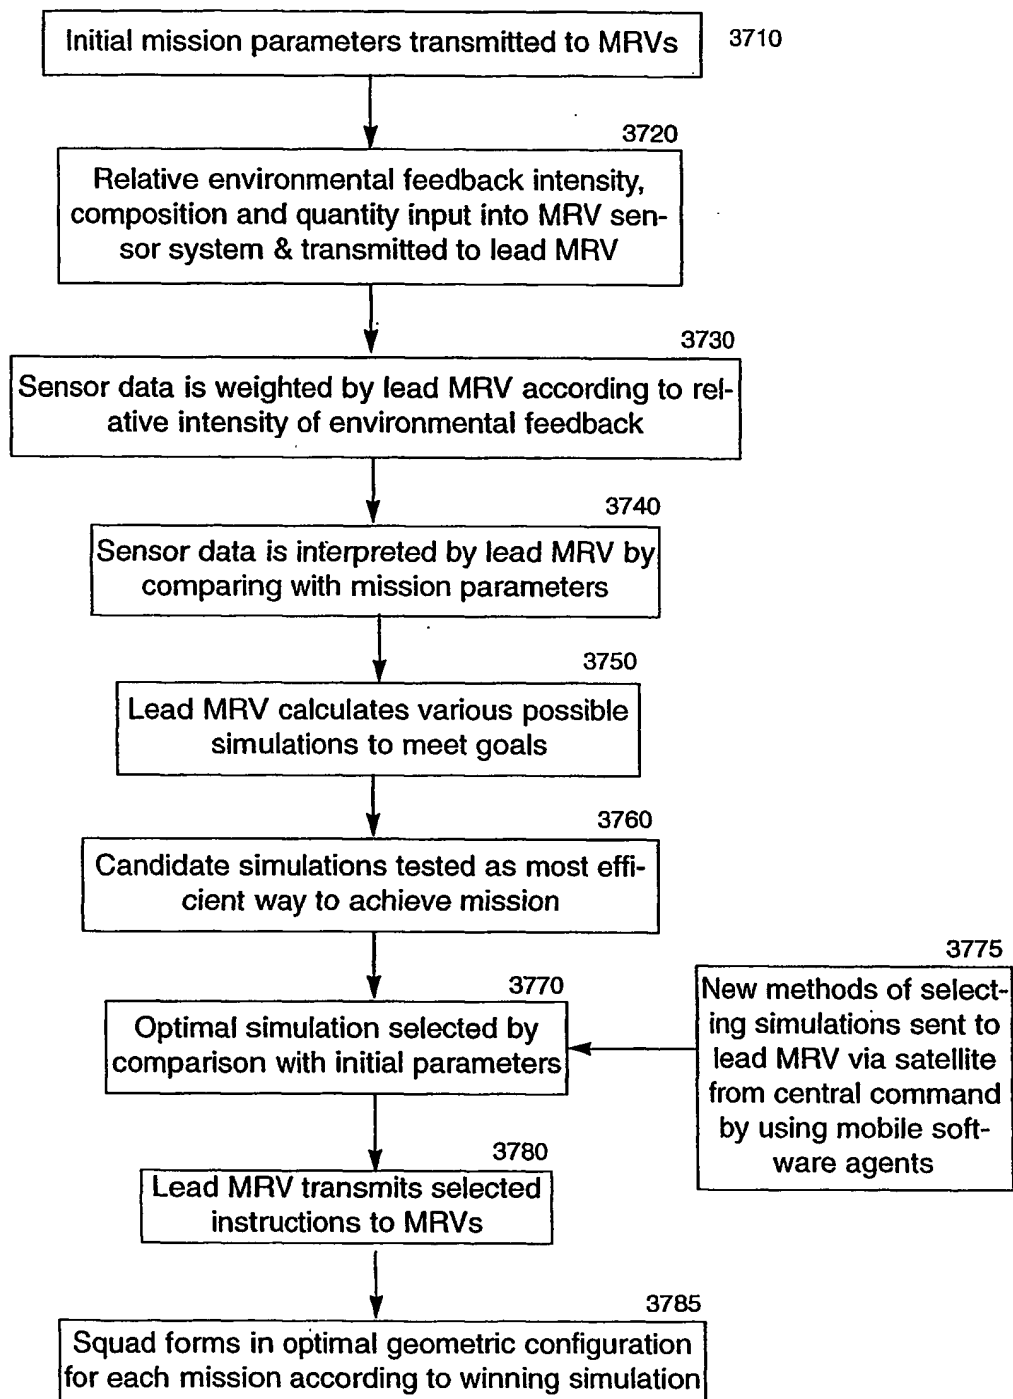 Initial mission parameters transmitted to MRVs
3710
3720
Relative environmental feedback intensity,
composition and quantity input into MRV sen-
sor system & transmitted to lead MRV
3730
Sensor data is weighted by lead MRV according to rel-
ative intensity of environmental feedback
3740
Sensor data is interpreted by lead MRV by
comparing with mission parameters
3750
Lead MRV calculates various possible
simulations to meet goals
3760
Candidate simulations tested as most effi-
cient way to achieve mission
3770
Optimal simulation selected by
comparison with initial parameters
3775
New methods of select-
ing simulations sent to
lead MRV via satellite
from central command
by using mobile soft-
ware agents
3780
Lead MRV transmits selected
instructions to MRVs
3785
Squad forms in optimal geometric configuration
for each mission according to winning simulation